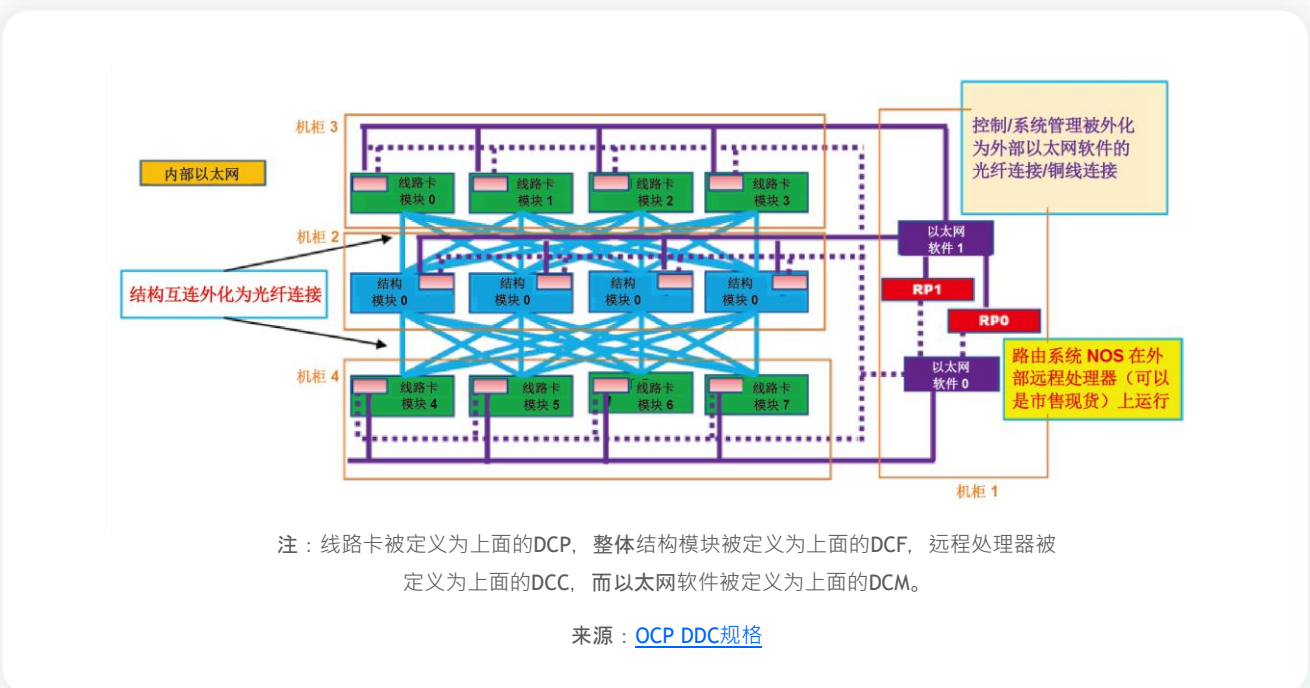 机柜 3
内部以太网
线路卡
模块 0
线路卡
模块 1
线路卡
模块 2
线路卡
模块 3
控制/系统管理被外化
为外部以太网软件的
光纤连接/铜线连接
机柜 2
以太网
软件 1
结构互连外化为光纤连接
结构
模块 0
结构
模块 0
结构
模块 0
结构
模块 0
RP1
RP0
机柜 4
线路卡
模块 4
线路卡
模块 5
线路卡
模块 6
线路卡
模块 7
以太网
软件 0
路由系统 NOS 在外
部远程处理器（可以
是市售现货）上运行
机柜 1
注：线路卡被定义为上面的DCP，整体结构模块被定义为上面的DCF，远程处理器被
定义为上面的DCC，而以太网软件被定义为上面的DCM。
来源：OCP DDC规格